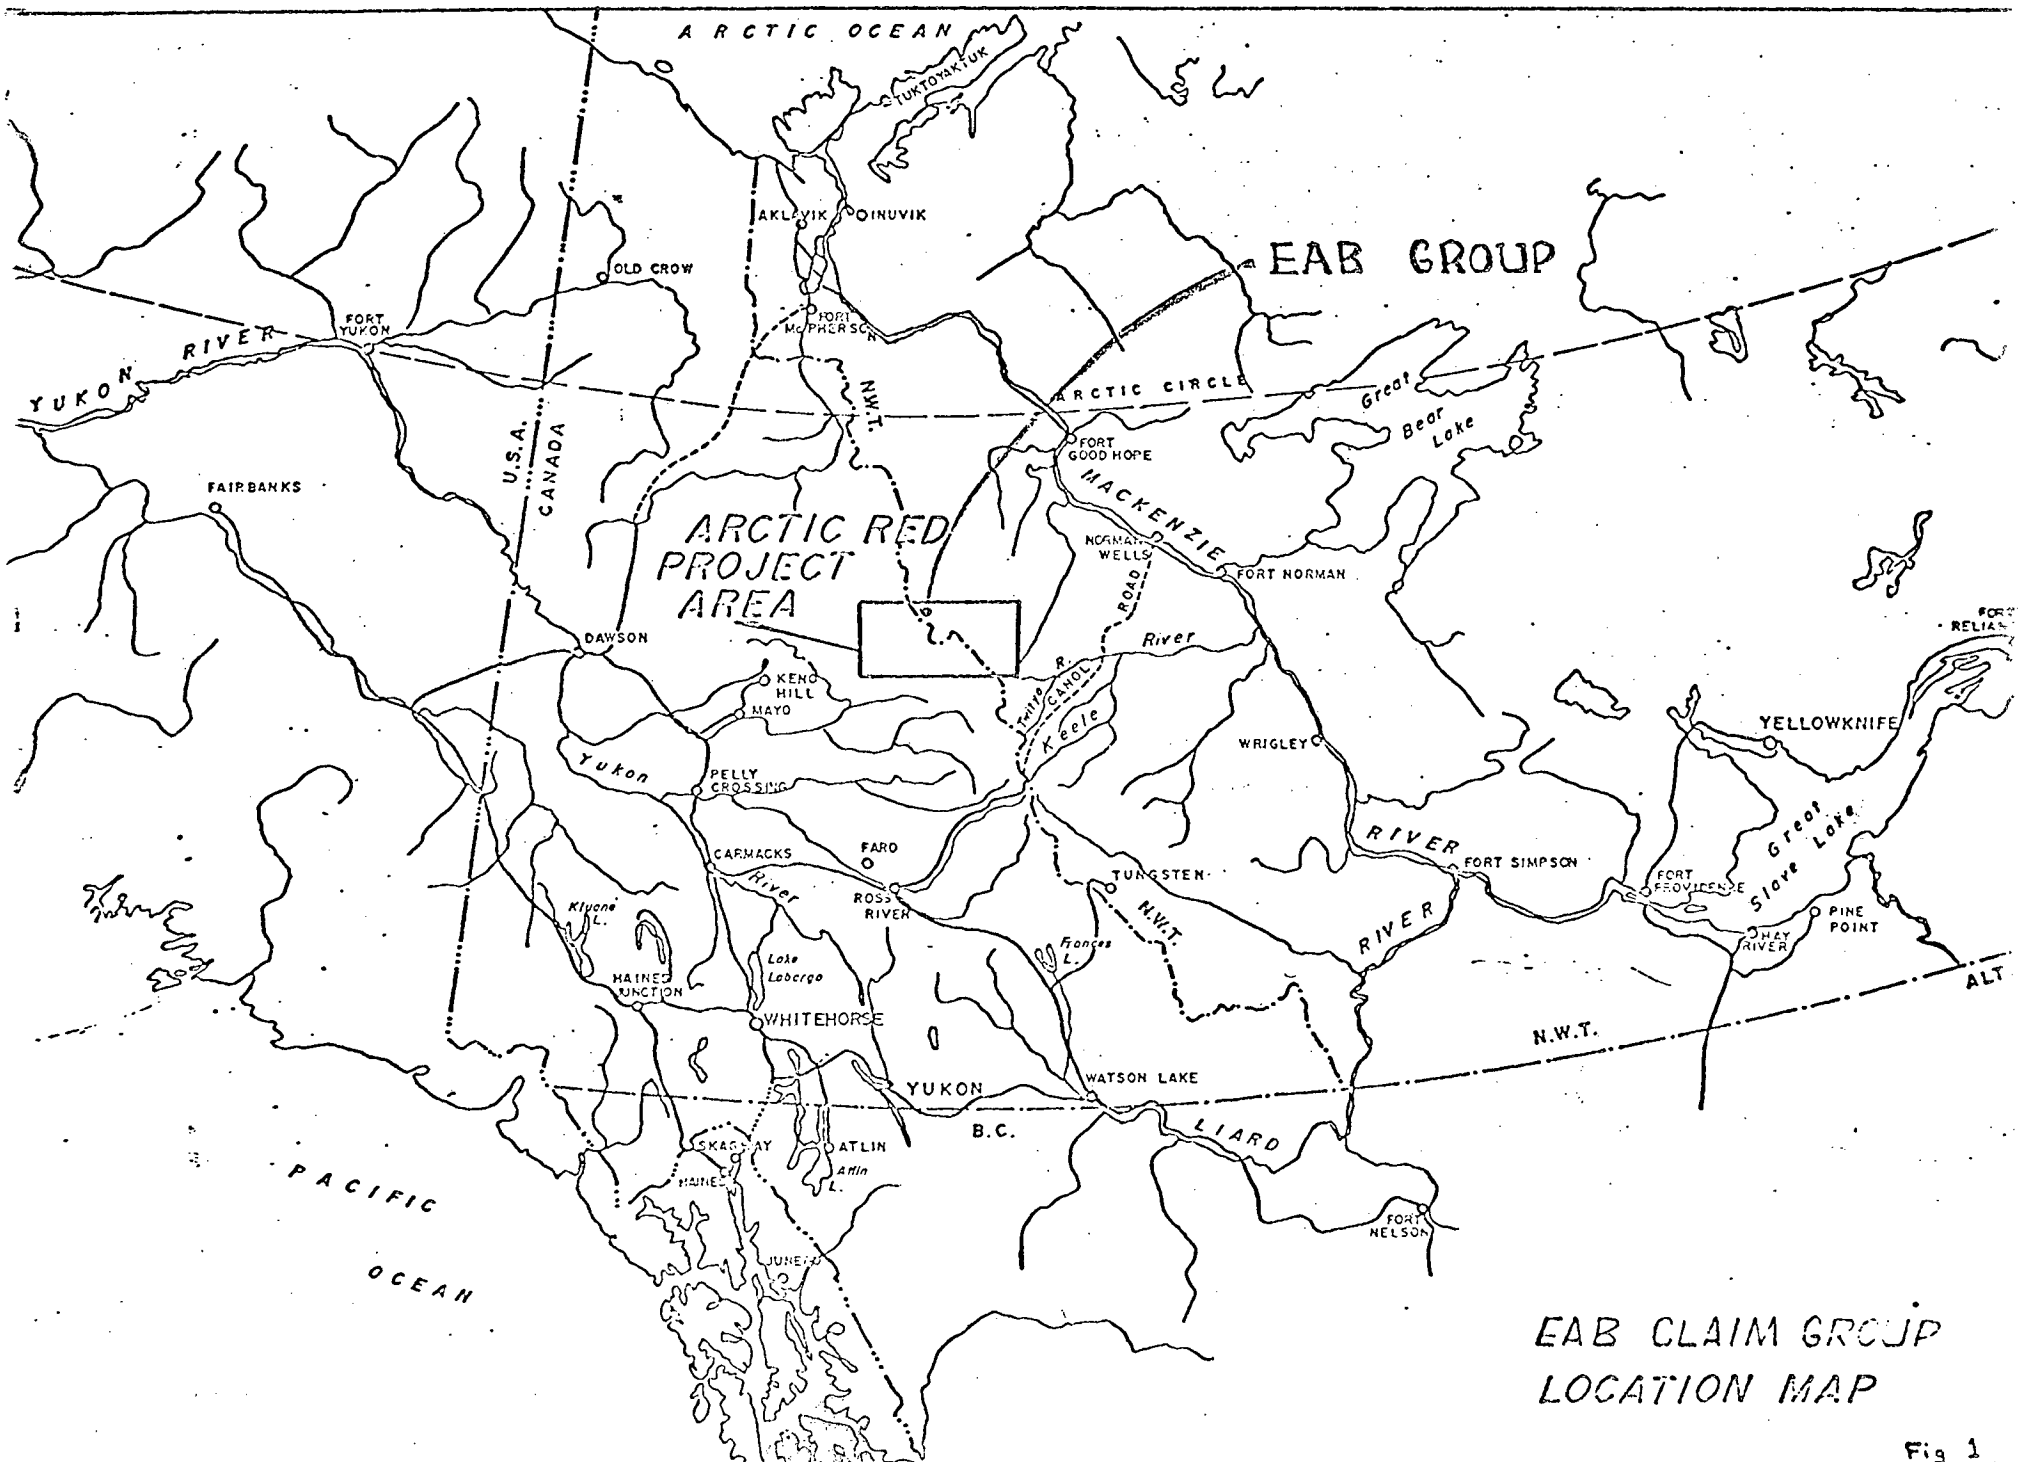 ARCTIC OCEAN
TUKTOYAKTUK
AKLAVIK
INUVIK
EAB GROUP
OLD CROW
FORT
YUKON
FORT
McPHERSON
YUKON RIVER
ARCTIC CIRCLE
Great
Bear
Lake
N.W.T.
U.S.A.
CANADA
FORT
GOOD HOPE
MACKENZIE
FAIRBANKS
ARCTIC RED
PROJECT
AREA
NORMAN
WELLS
FORT NORMAN
ROAD
CANOL
DAWSON
River
Twitya R.
Keele
KENO
HILL
MAYO
RELIAN
YELLOWKNIFE
WRIGLEY
Yukon
PELLY
CROSSING
Great
Slave Lake
RIVER
CARMACKS
FARO
FORT SIMPSON
River
TUNGSTEN
FORT
PROVIDENCE
ROSS
RIVER
Kluane
L.
N.W.T.
RIVER
PINE
POINT
HAY
RIVER
Frances
L.
Lake
Laberge
HAINES
JUNCTION
ALT
WHITEHORSE
N.W.T.
YUKON
WATSON LAKE
B.C.
LIARD
SKAGWAY
ATLIN
Atlin
L.
HAINES
PACIFIC
OCEAN
FORT
NELSON
JUNEAU
EAB CLAIM GROUP
LOCATION MAP
Fig 1